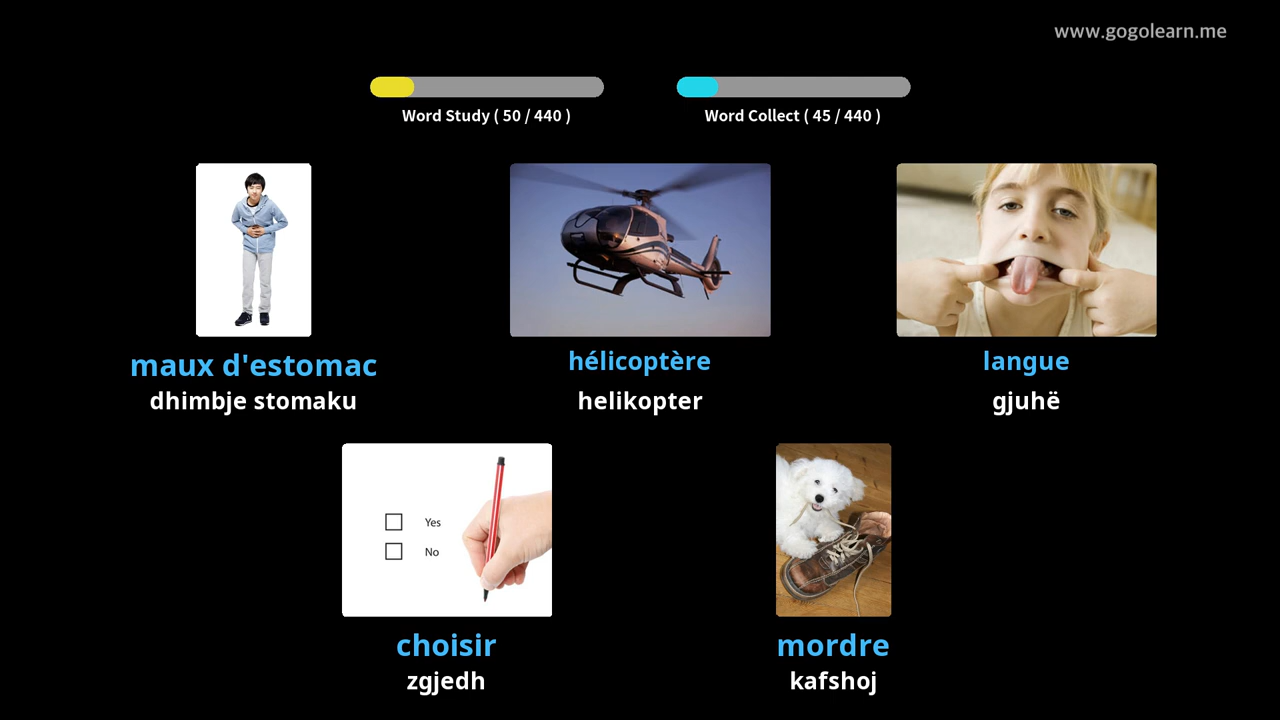 www.gogolearn.me
Word Study ( 50 / 440 )
Word Collect ( 45 / 440 )
maux d'estomac
dhimbje stomaku
hélicoptère
helikopter
langue
gjuhë
Yes
No
choisir
zgjedh
mordre
kafshoj